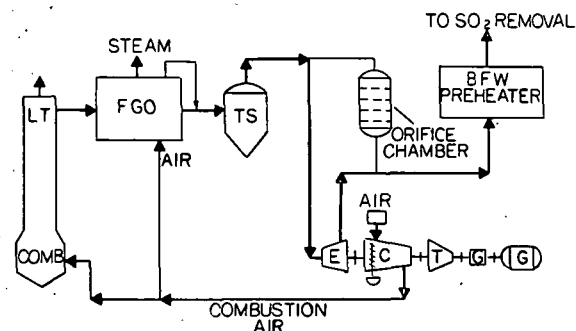 TO SO2 REMOVAL
STEAM
BFW
PREHEATER
LT
FGO
TS
ORIFICE
CHAMBER
AIR
AIR
E
C
T
G
G
COMB
COMBUSTION
AIR